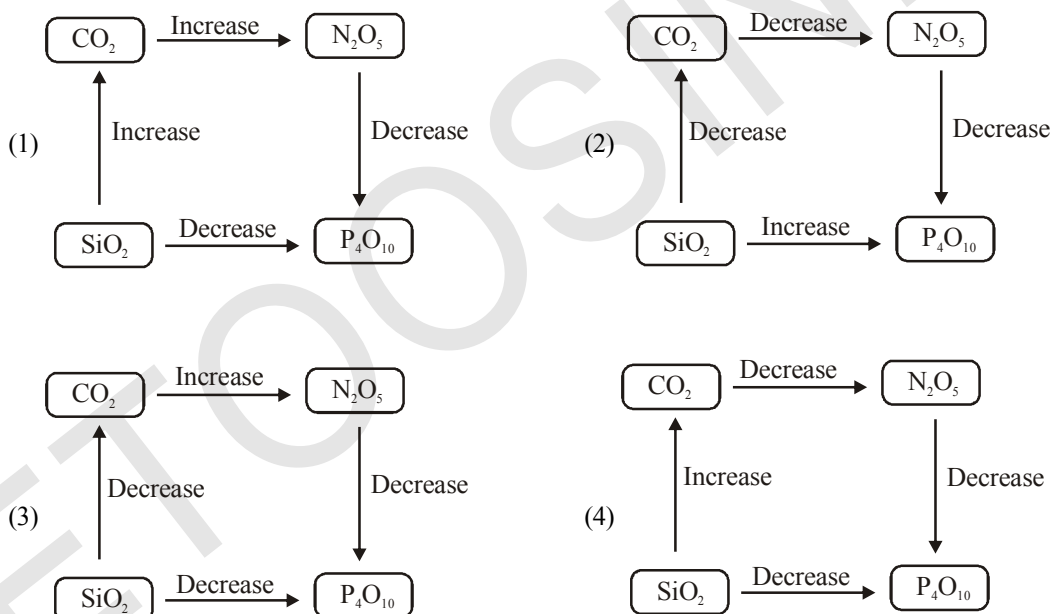 CO₂ Increase N₂O₅
(1) Increase Decrease
SiO₂ Decrease P₄O₁₀
CO₂ Decrease N₂O₅
(2) Decrease Decrease
SiO₂ Increase P₄O₁₀
CO₂ Increase N₂O₅
(3) Decrease Decrease
SiO₂ Decrease P₄O₁₀
CO₂ Decrease N₂O₅
(4) Increase Decrease
SiO₂ Decrease P₄O₁₀